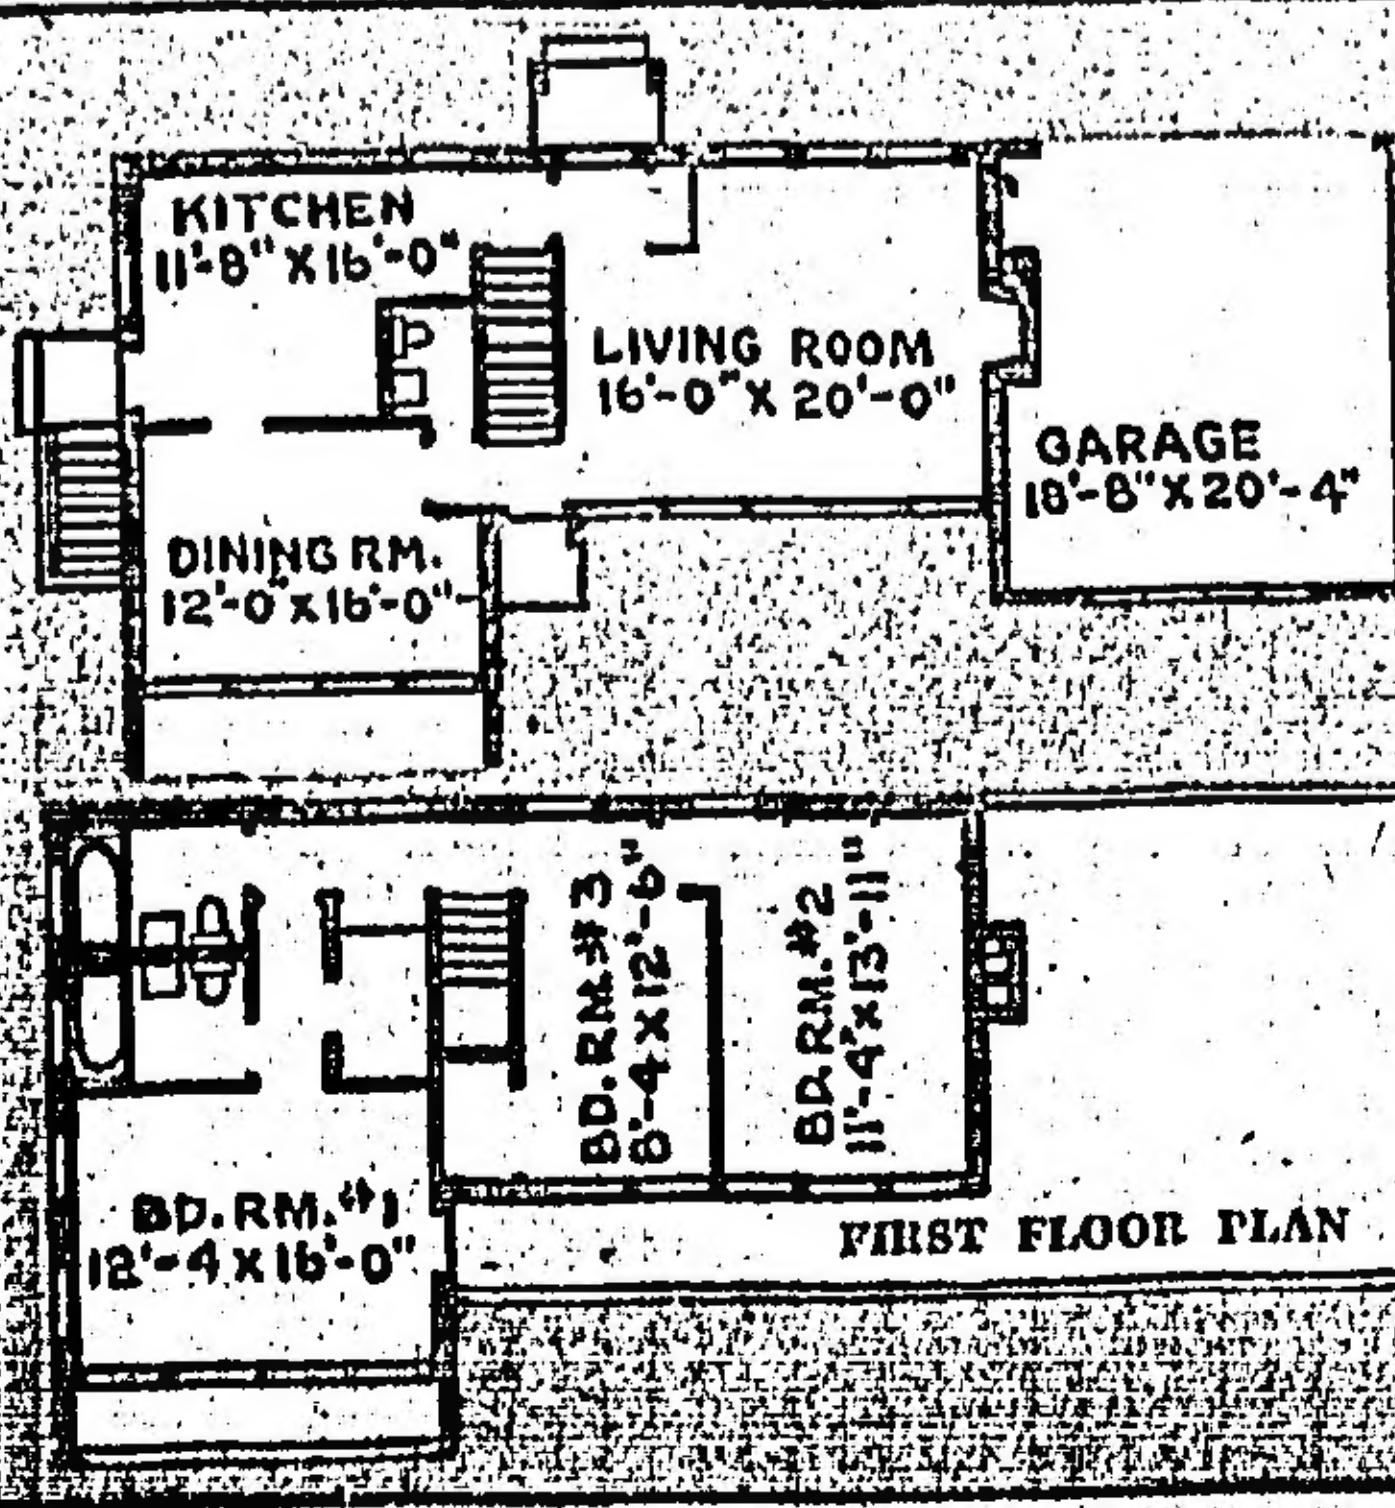 KITCHEN
11'-8" X 16'-0"
LIVING ROOM
16'-0" X 20'-0"
GARAGE
18'-8" X 20'-4"
DINING RM.
12'-0" X 16'-0"
BD. RM. #3
8'-4 X 12'-6"
BD. RM. #2
11'-4" X 13'-11"
BD. RM. #1
12'-4 X 16'-0"
FIRST FLOOR PLAN